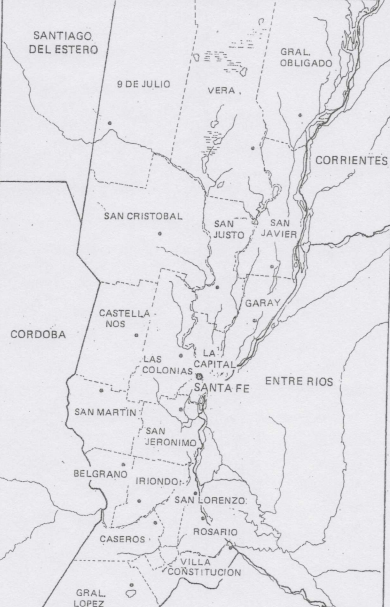 SANTIAGO
DEL ESTERO
GRAL.
OBLIGADO
9 DE JULIO
VERA
CORRIENTES
SAN CRISTOBAL
SAN
JUSTO
SAN
JAVIER
GARAY
CASTELLA
NOS
CORDOBA
LA
CAPITAL
LAS
COLONIAS
SANTA FE
ENTRE RIOS
SAN MARTIN
SAN
JERONIMO
BELGRANO
IRIONDO
SAN LORENZO
CASEROS
ROSARIO
VILLA
CONSTITUCION
GRAL.
LOPEZ